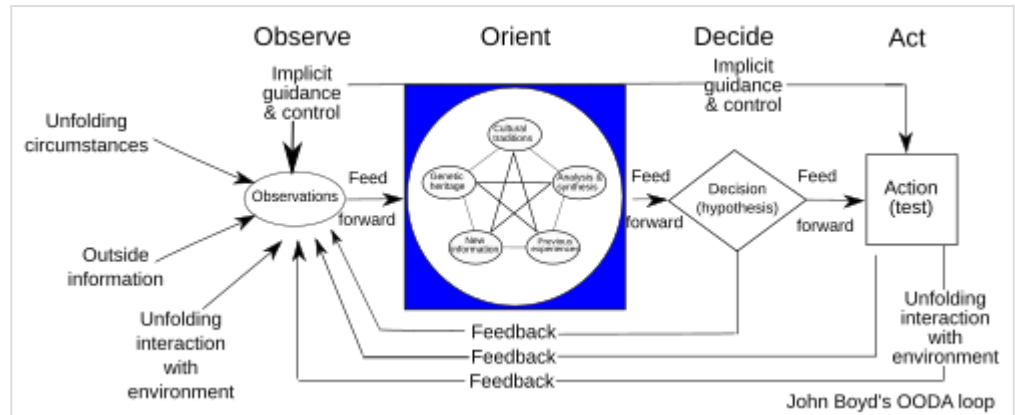 Observe
Orient
Decide
Act
Implicit
guidance
& control
Implicit
guidance
& control
Unfolding
circumstances
Observations
Feed
forward
Cultural
traditions
Genetic
heritage
Analysis &
synthesis
New
information
Previous
experiences
Feed
forward
Decision
(hypothesis)
Feed
forward
Action
(test)
Outside
information
Unfolding
interaction
with
environment
Feedback
Feedback
Feedback
Unfolding
interaction
with
environment
John Boyd's OODA loop